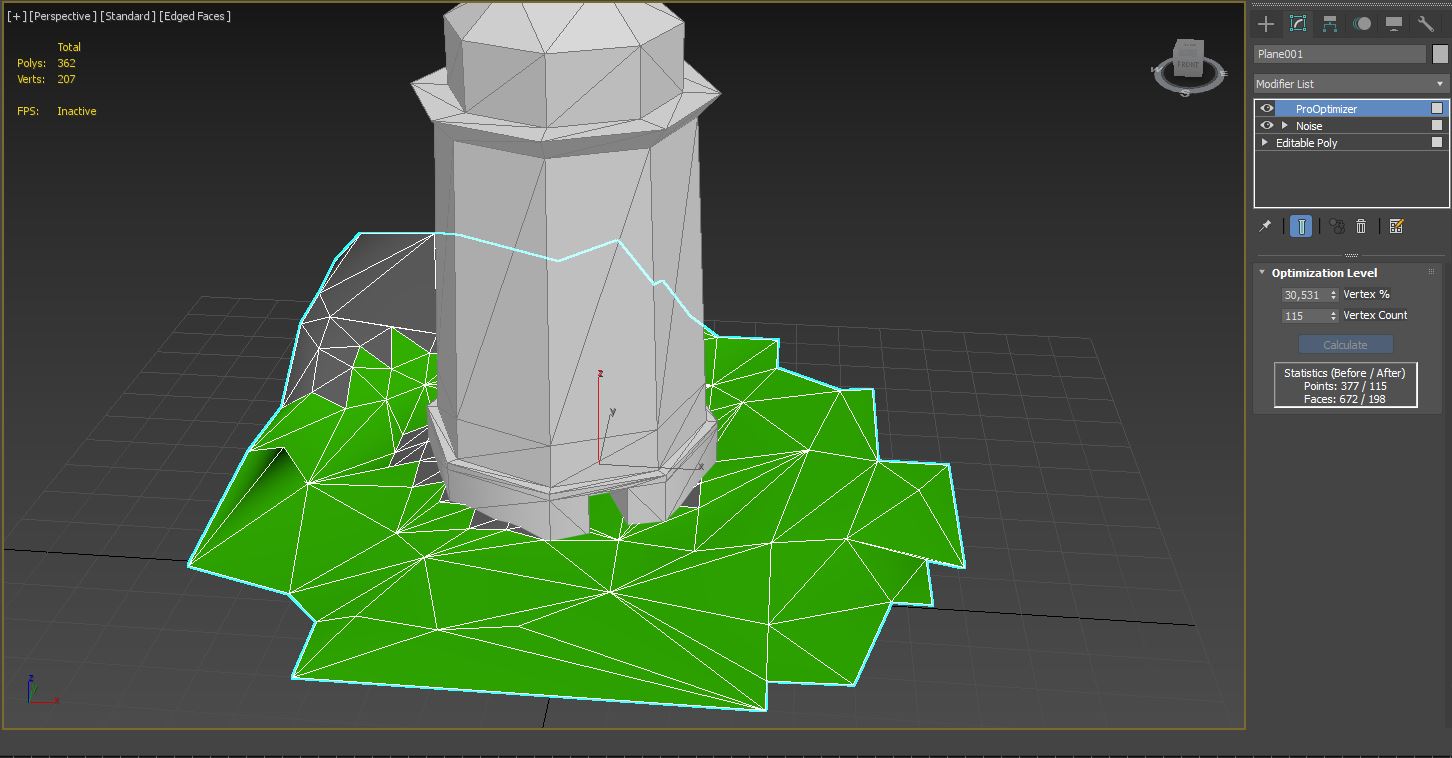 [+] [Perspective ] [Standard ] [Edged Faces ]
Total
Polys: 362
Verts: 207
FPS: Inactive
FRONT
W
E
S
z
y
x
z
x
Plane001
Modifier List
ProOptimizer
Noise
Editable Poly
Optimization Level
30,531 Vertex %
115 Vertex Count
Calculate
Statistics (Before / After)
Points: 377 / 115
Faces: 672 / 198